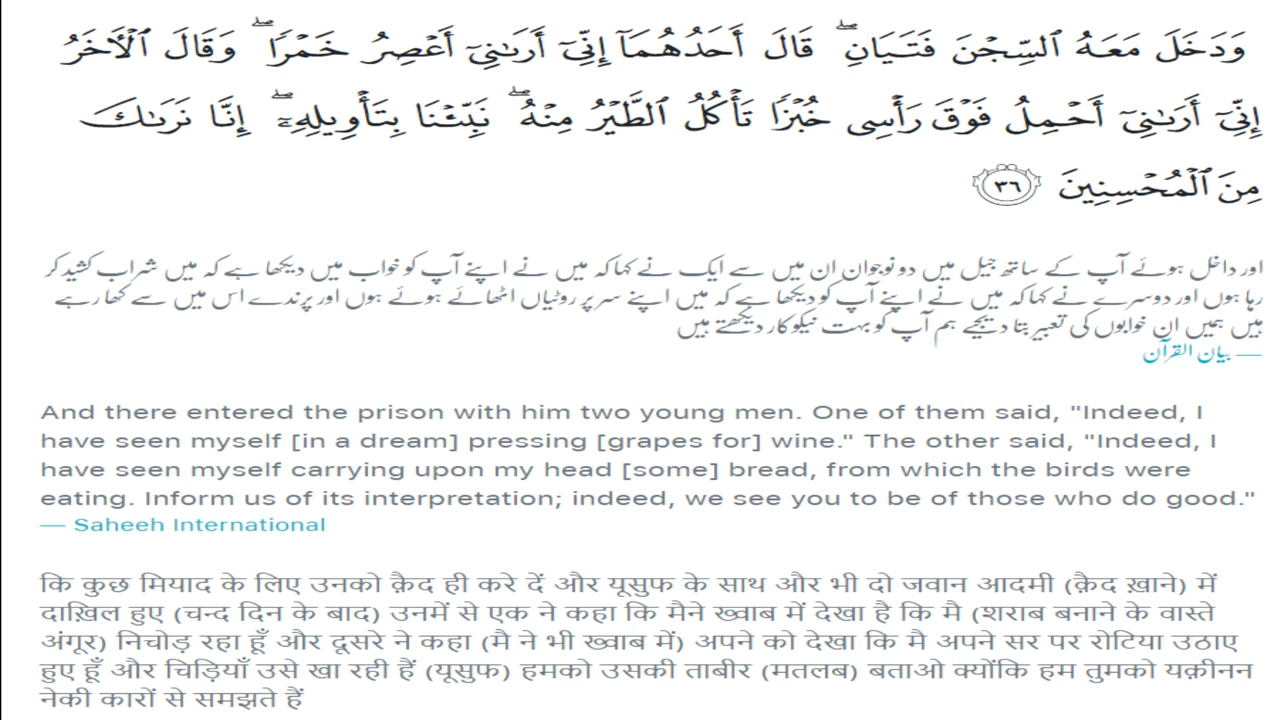 وَدَخَلَ مَعَهُ ٱلسِّجْنَ فَتَيَانِ ۖ قَالَ أَحَدُهُمَآ إِنِّىٓ أَرَىٰنِىٓ أَعْصِرُ خَمْرًا ۖ وَقَالَ ٱلْـَٔاخَرُ
إِنِّىٓ أَرَىٰنِىٓ أَحْمِلُ فَوْقَ رَأْسِى خُبْزًا تَأْكُلُ ٱلطَّيْرُ مِنْهُ ۖ نَبِّئْنَا بِتَأْوِيلِهِۦٓ ۖ إِنَّا نَرَىٰكَ
مِنَ ٱلْمُحْسِنِينَ ٣٦
اور داخل ہوئے آپ کے ساتھ جیل میں دو نوجوان ان میں سے ایک نے کہا کہ میں نے اپنے آپ کو خواب میں دیکھا ہے کہ میں شراب کشید کر
رہا ہوں اور دوسرے نے کہا کہ میں نے اپنے آپ کو دیکھا ہے کہ میں اپنے سر پر روٹیاں اٹھائے ہوئے ہوں اور پرندے اس میں سے کھا رہے
ہیں ہمیں ان خوابوں کی تعبیر بتا دیجیے ہم آپ کو بہت نیکوکار دیکھتے ہیں
— بیان القرآن
And there entered the prison with him two young men. One of them said, "Indeed, I
have seen myself [in a dream] pressing [grapes for] wine." The other said, "Indeed, I
have seen myself carrying upon my head [some] bread, from which the birds were
eating. Inform us of its interpretation; indeed, we see you to be of those who do good."
— Saheeh International
कि कुछ मियाद के लिए उनको क़ैद ही करे दें और यूसुफ के साथ और भी दो जवान आदमी (क़ैद ख़ाने) में
दाख़िल हुए (चन्द दिन के बाद) उनमें से एक ने कहा कि मैने ख्वाब में देखा है कि मै (शराब बनाने के वास्ते
अंगूर) निचोड़ रहा हूँ और दूसरे ने कहा (मै ने भी ख्वाब में) अपने को देखा कि मै अपने सर पर रोटिया उठाए
हुए हूँ और चिड़ियाँ उसे खा रही हैं (यूसुफ) हमको उसकी ताबीर (मतलब) बताओ क्योंकि हम तुमको यक़ीनन
नेकी कारों से समझते हैं